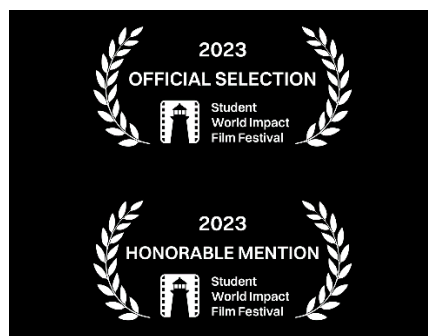 2023
OFFICIAL SELECTION
Student
World Impact
Film Festival
2023
HONORABLE MENTION
Student
World Impact
Film Festival